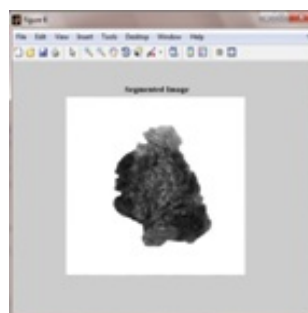 Figure 6
File Edit View Insert Tools Desktop Window Help
Segmented Image